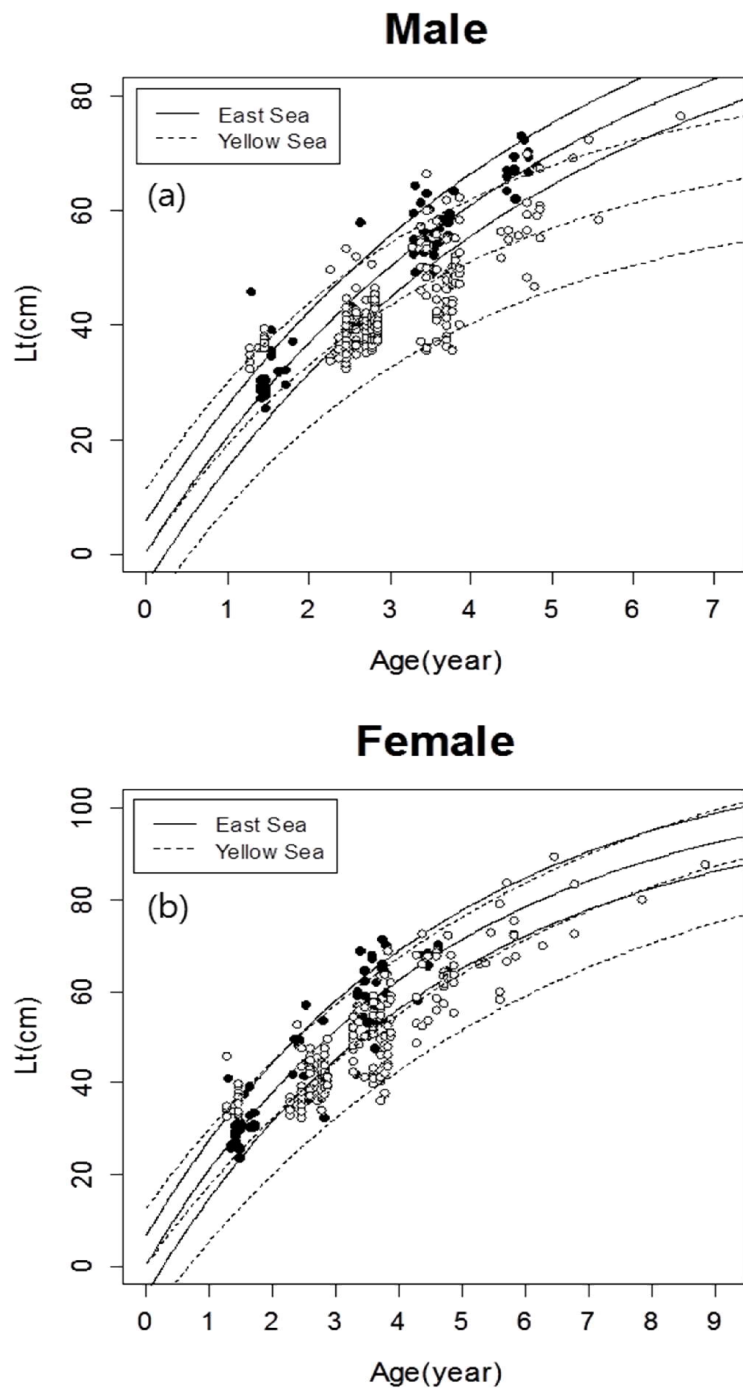 Male
East Sea
Yellow Sea
(a)
80
60
40
20
0
Lt(cm)
0 1 2 3 4 5 6 7
Age(year)
Female
East Sea
Yellow Sea
(b)
100
80
60
40
20
0
Lt(cm)
0 1 2 3 4 5 6 7 8 9
Age(year)